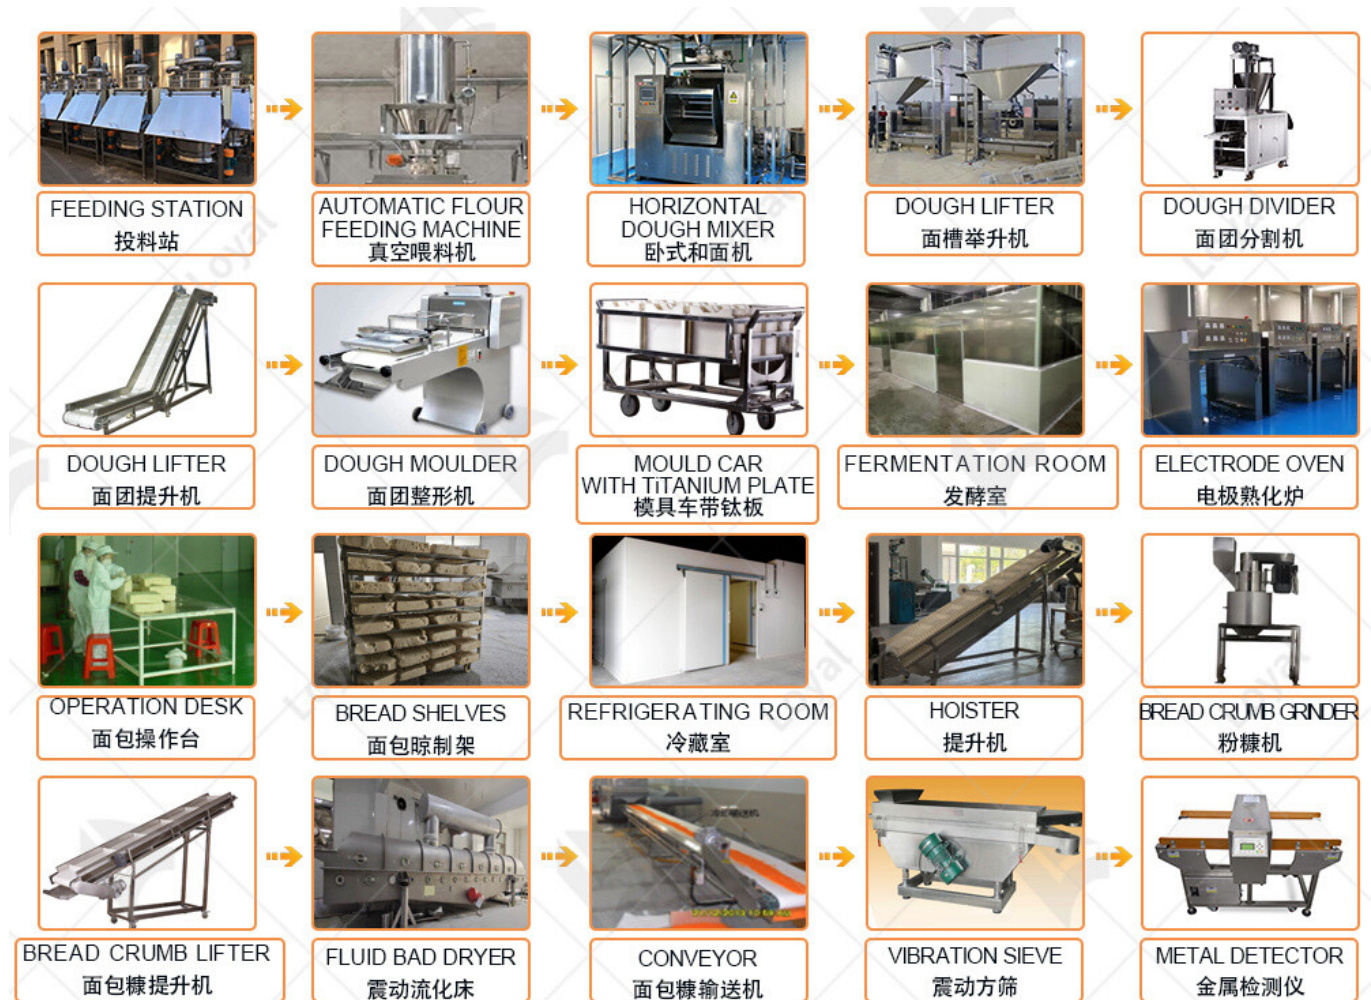 FEEDING STATION
投料站
AUTOMATIC FLOUR
FEEDING MACHINE
真空喂料机
HORIZONTAL
DOUGH MIXER
卧式和面机
DOUGH LIFTER
面槽举升机
DOUGH DIVIDER
面团分割机
DOUGH LIFTER
面团提升机
DOUGH MOULDER
面团整形机
MOULD CAR
WITH TiTANIUM PLATE
模具车带钛板
FERMENTATION ROOM
发酵室
ELECTRODE OVEN
电极熟化炉
OPERATION DESK
面包操作台
BREAD SHELVES
面包晾制架
REFRIGERATING ROOM
冷藏室
HOISTER
提升机
BREAD CRUMB GRINDER
粉糠机
BREAD CRUMB LIFTER
面包糠提升机
FLUID BAD DRYER
震动流化床
CONVEYOR
面包糠输送机
VIBRATION SIEVE
震动方筛
METAL DETECTOR
金属检测仪
Loyal
Loyal
Loyal
Loyal
Loyal
Loyal